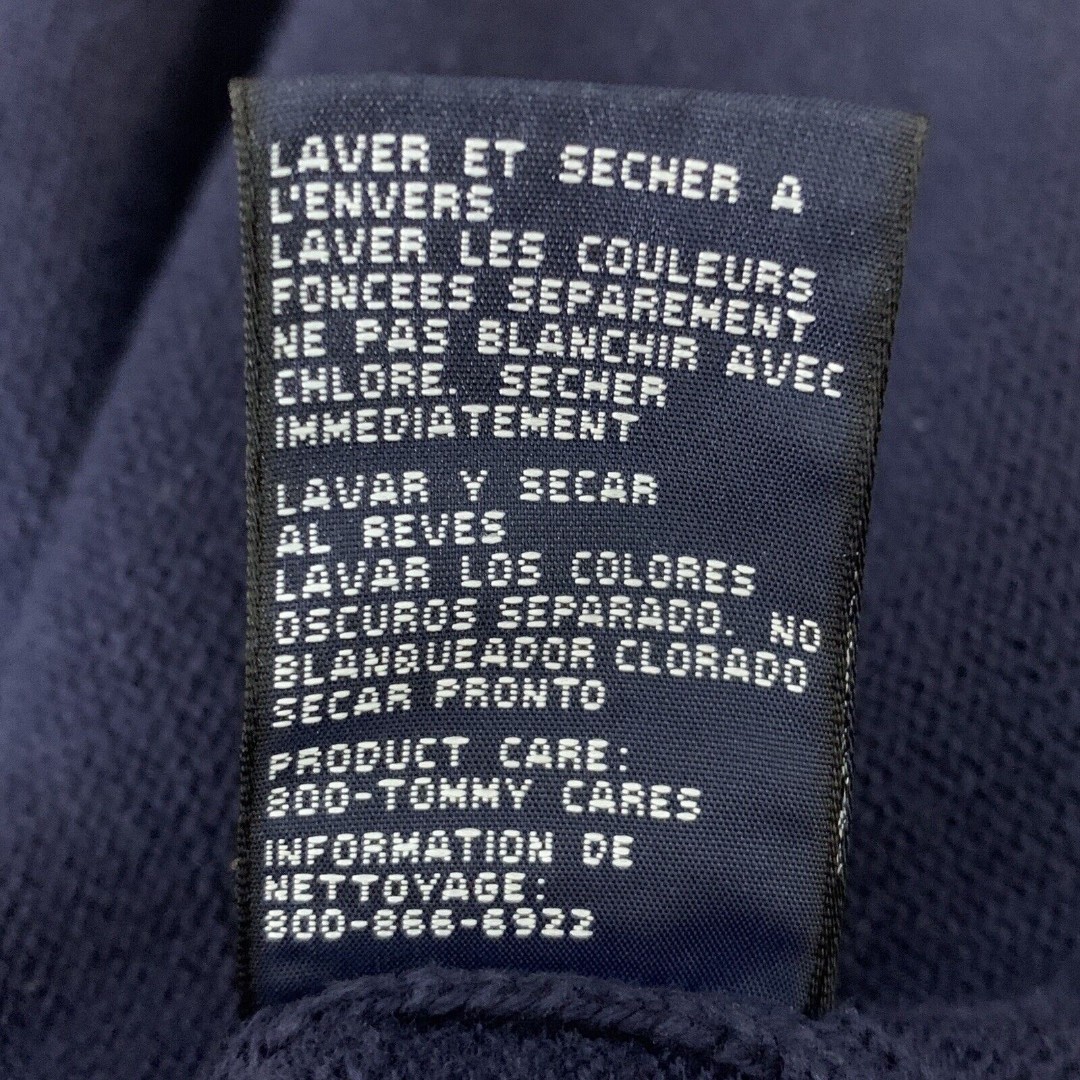 LAVER ET SECHER A
L'ENVERS
LAVER LES COULEURS
FONCEES SEPAREMENT
NE PAS BLANCHIR AVEC
CHLORE. SECHER
IMMEDIATEMENT
LAVAR Y SECAR
AL REVES
LAVAR LOS COLORES
OSCUROS SEPARADO. NO
BLANQUEADOR CLORADO
SECAR PRONTO
PRODUCT CARE:
800-TOMMY CARES
INFORMATION DE
NETTOYAGE:
800-866-6922